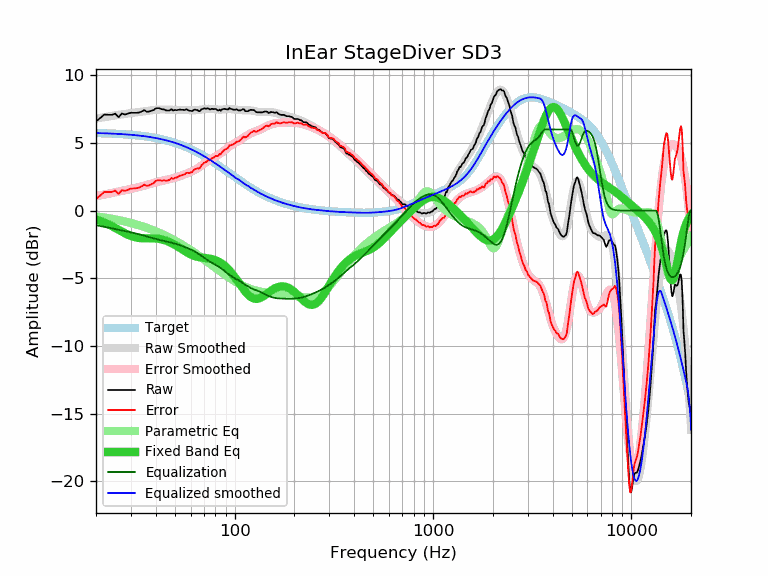 InEar StageDiver SD3
Amplitude (dBr)
10
5
0
−5
−10
−15
−20
Target
Raw Smoothed
Error Smoothed
Raw
Error
Parametric Eq
Fixed Band Eq
Equalization
Equalized smoothed
100 1000 10000
Frequency (Hz)